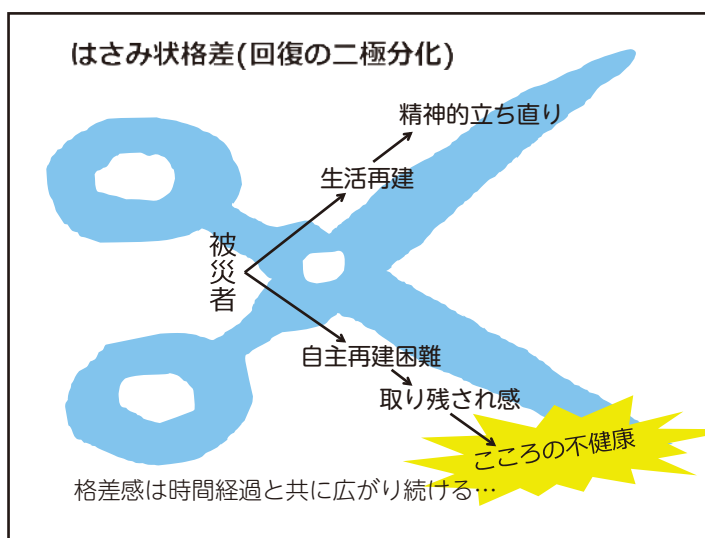 はさみ状格差(回復の二極分化)
精神的立ち直り
生活再建
被災者
自主再建困難
取り残され感
こころの不健康
格差感は時間経過と共に広がり続ける…